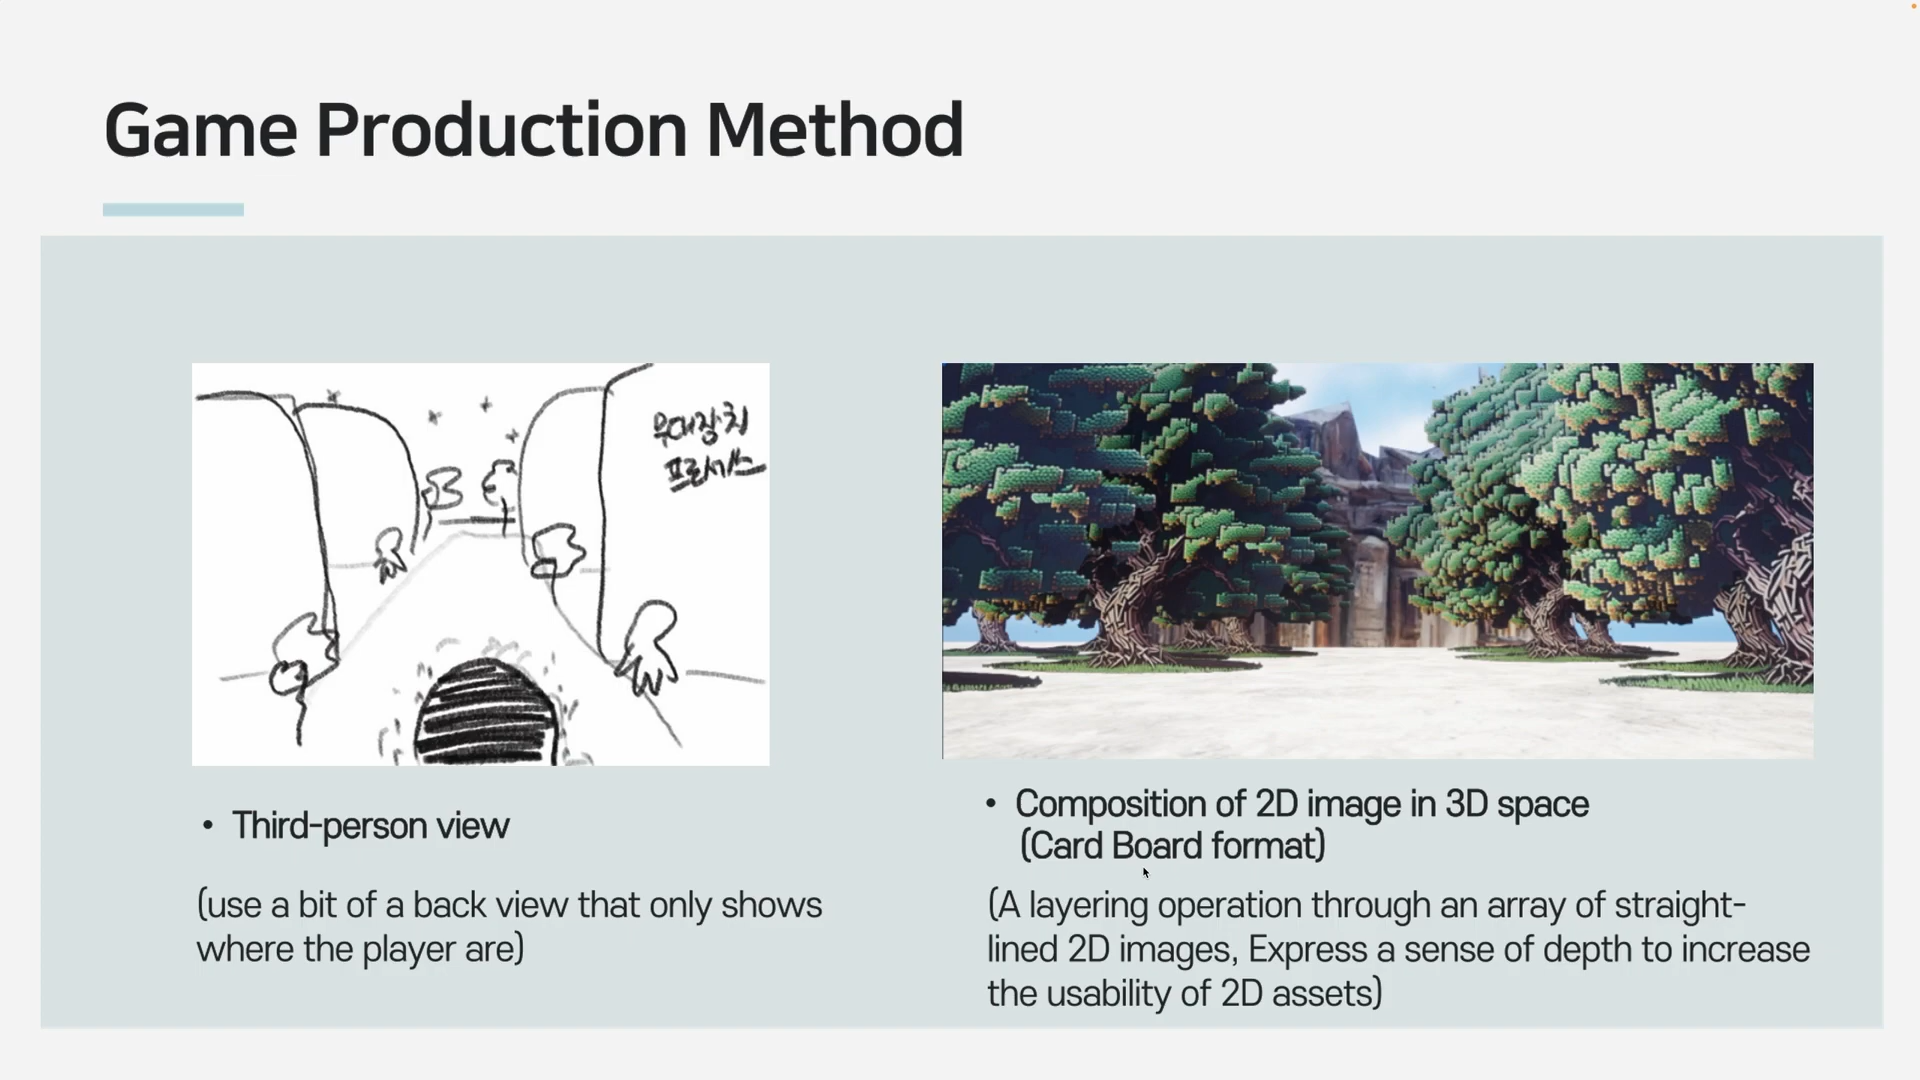 Game Production Method
무대장치
프로세스
• Third-person view
(use a bit of a back view that only shows
where the player are)
• Composition of 2D image in 3D space
(Card Board format)
(A layering operation through an array of straight-
lined 2D images, Express a sense of depth to increase
the usability of 2D assets)